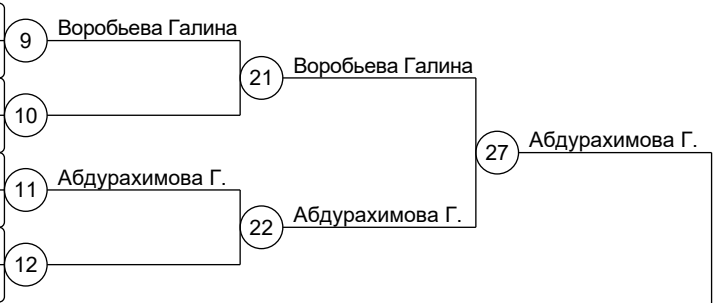 9 Воробьева Галина
21 Воробьева Галина
10
27 Абдурахимова Г.
11 Абдурахимова Г.
22 Абдурахимова Г.
12